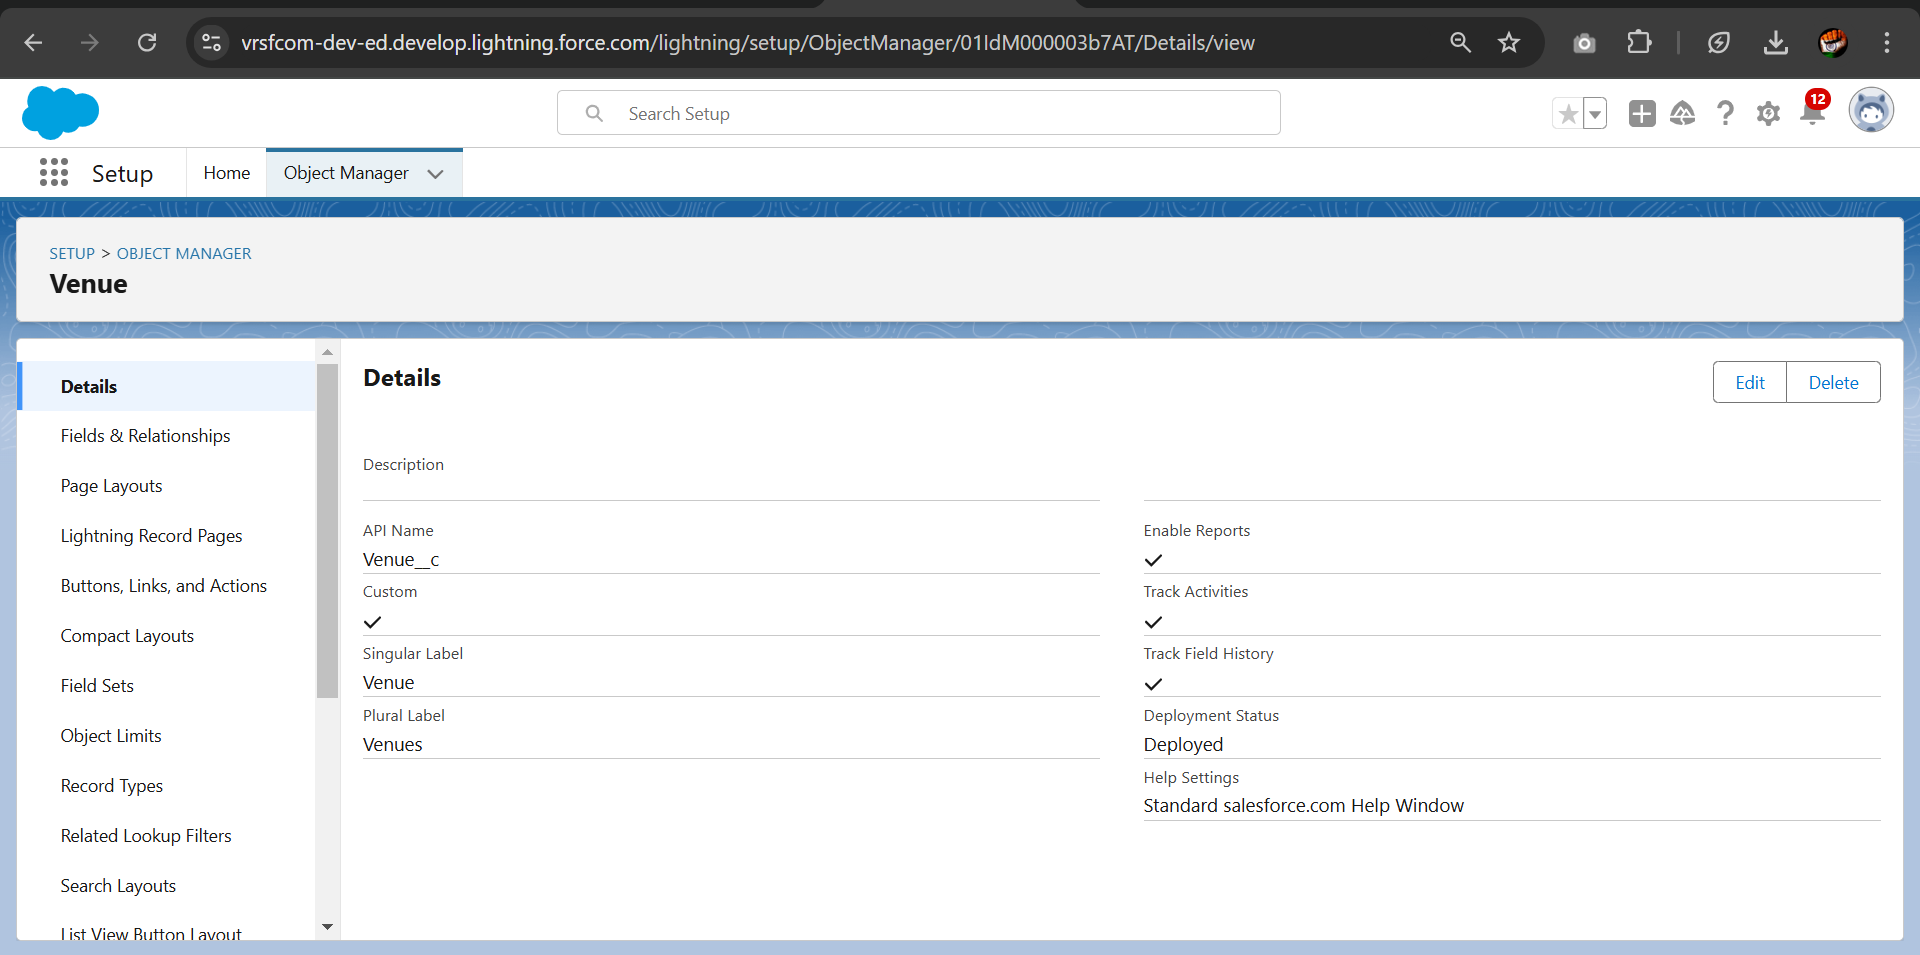 vrsfcom-dev-ed.develop.lightning.force.com/lightning/setup/ObjectManager/01IdM000003b7AT/Details/view
Search Setup
12
Setup
Home
Object Manager
SETUP > OBJECT MANAGER
Venue
Details
Fields & Relationships
Page Layouts
Lightning Record Pages
Buttons, Links, and Actions
Compact Layouts
Field Sets
Object Limits
Record Types
Related Lookup Filters
Search Layouts
List View Button Layout
Details
Edit
Delete
Description
API Name
Venue__c
Custom
Singular Label
Venue
Plural Label
Venues
Enable Reports
Track Activities
Track Field History
Deployment Status
Deployed
Help Settings
Standard salesforce.com Help Window